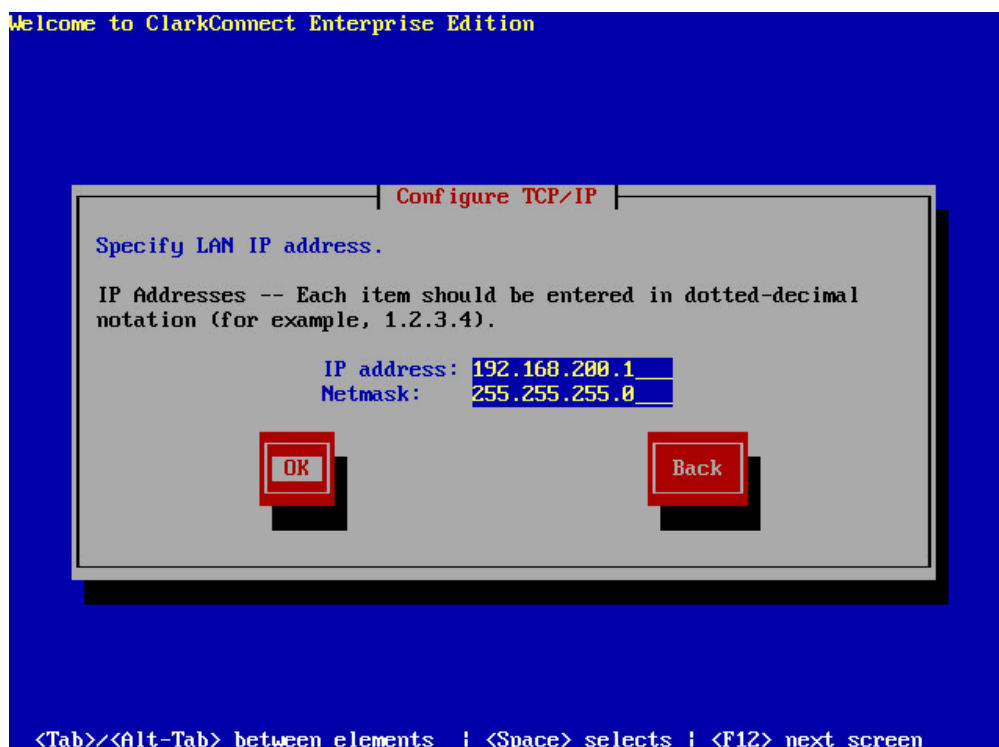 Welcome to ClarkConnect Enterprise Edition
Configure TCP/IP
Specify LAN IP address.
IP Addresses -- Each item should be entered in dotted-decimal
notation (for example, 1.2.3.4).
IP address: 192.168.200.1___
Netmask: 255.255.255.0___
OK Back
<Tab>/<Alt-Tab> between elements | <Space> selects | <F12> next screen